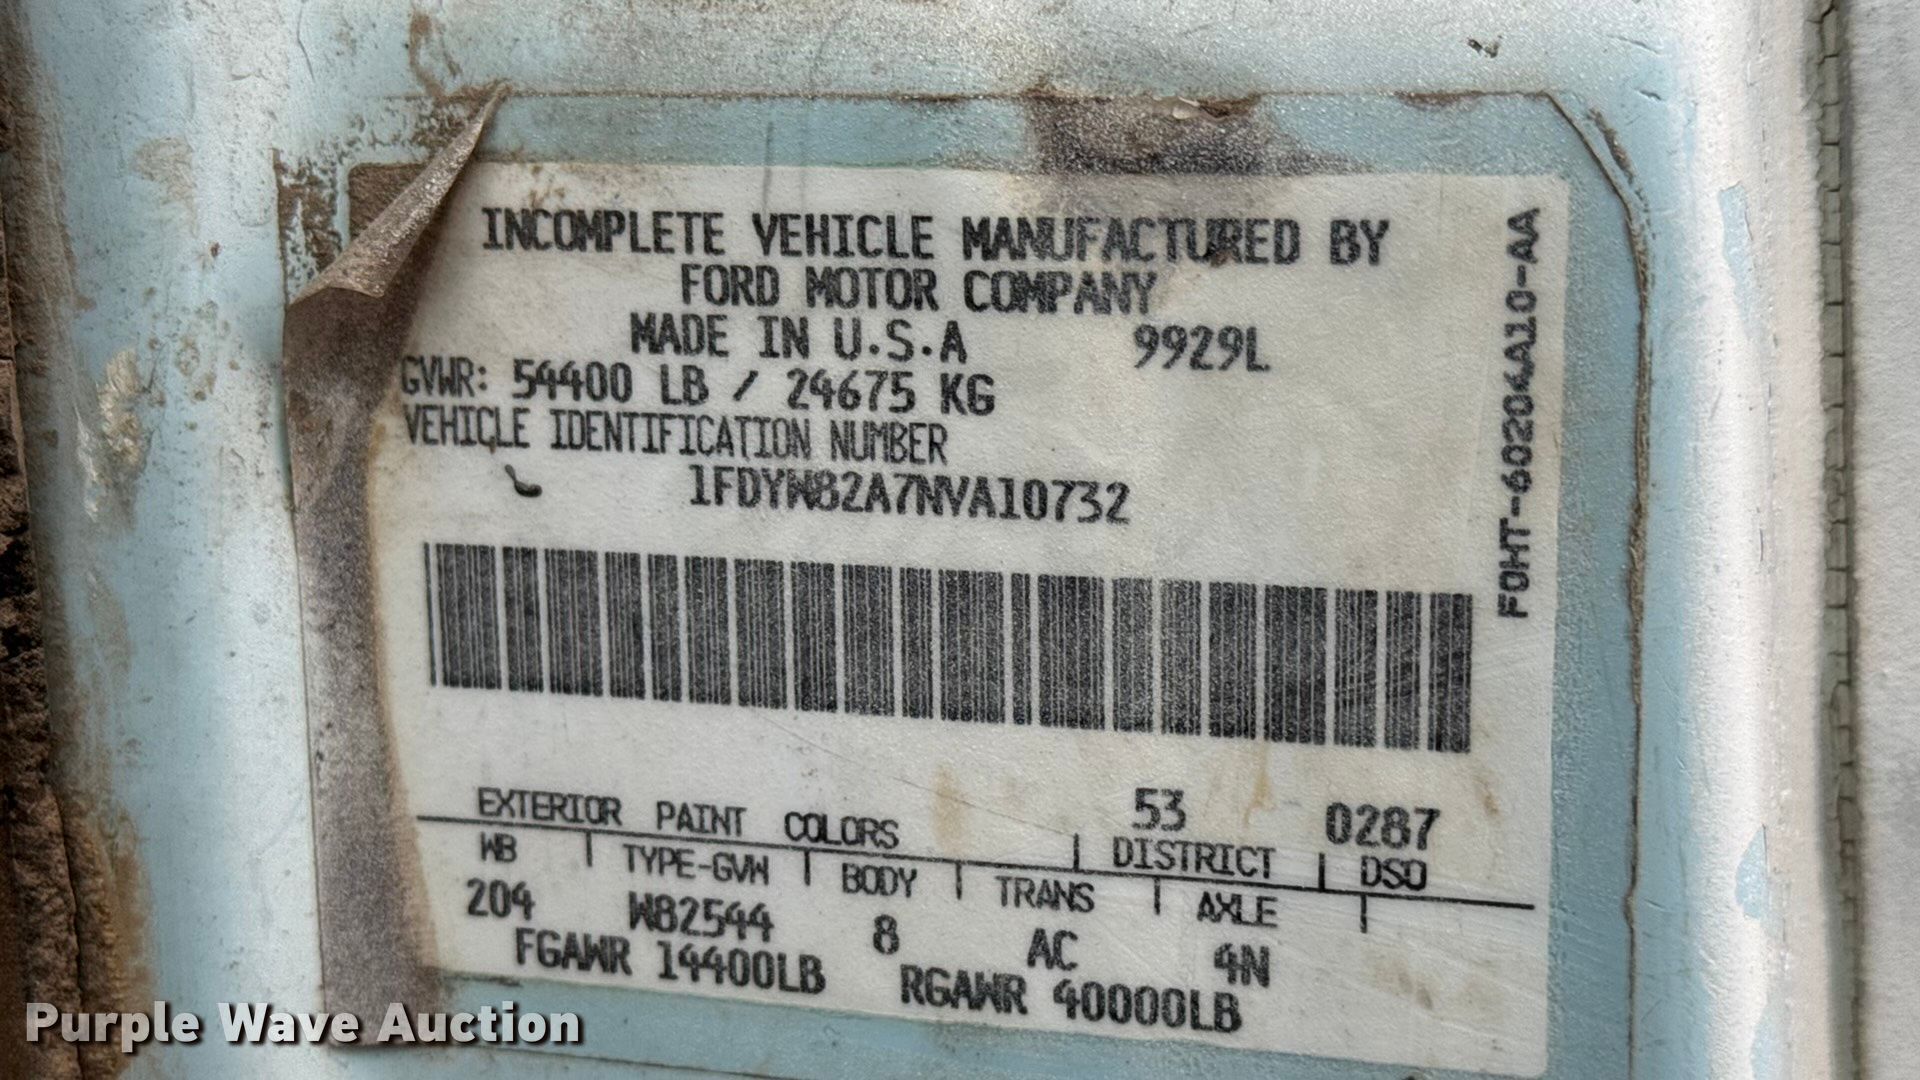 INCOMPLETE VEHICLE MANUFACTURED BY
FORD MOTOR COMPANY
MADE IN U.S.A 9929L
GVWR: 54400 LB / 24675 KG
VEHICLE IDENTIFICATION NUMBER
1FDYW82A7NVA10732
F0HT-60204A10-AA
53 0287
EXTERIOR PAINT COLORS DISTRICT DSO
WB TYPE-GVW BODY TRANS AXLE
204 W82544 8 AC 4N
FGAWR 14400LB RGAWR 40000LB
Purple Wave Auction